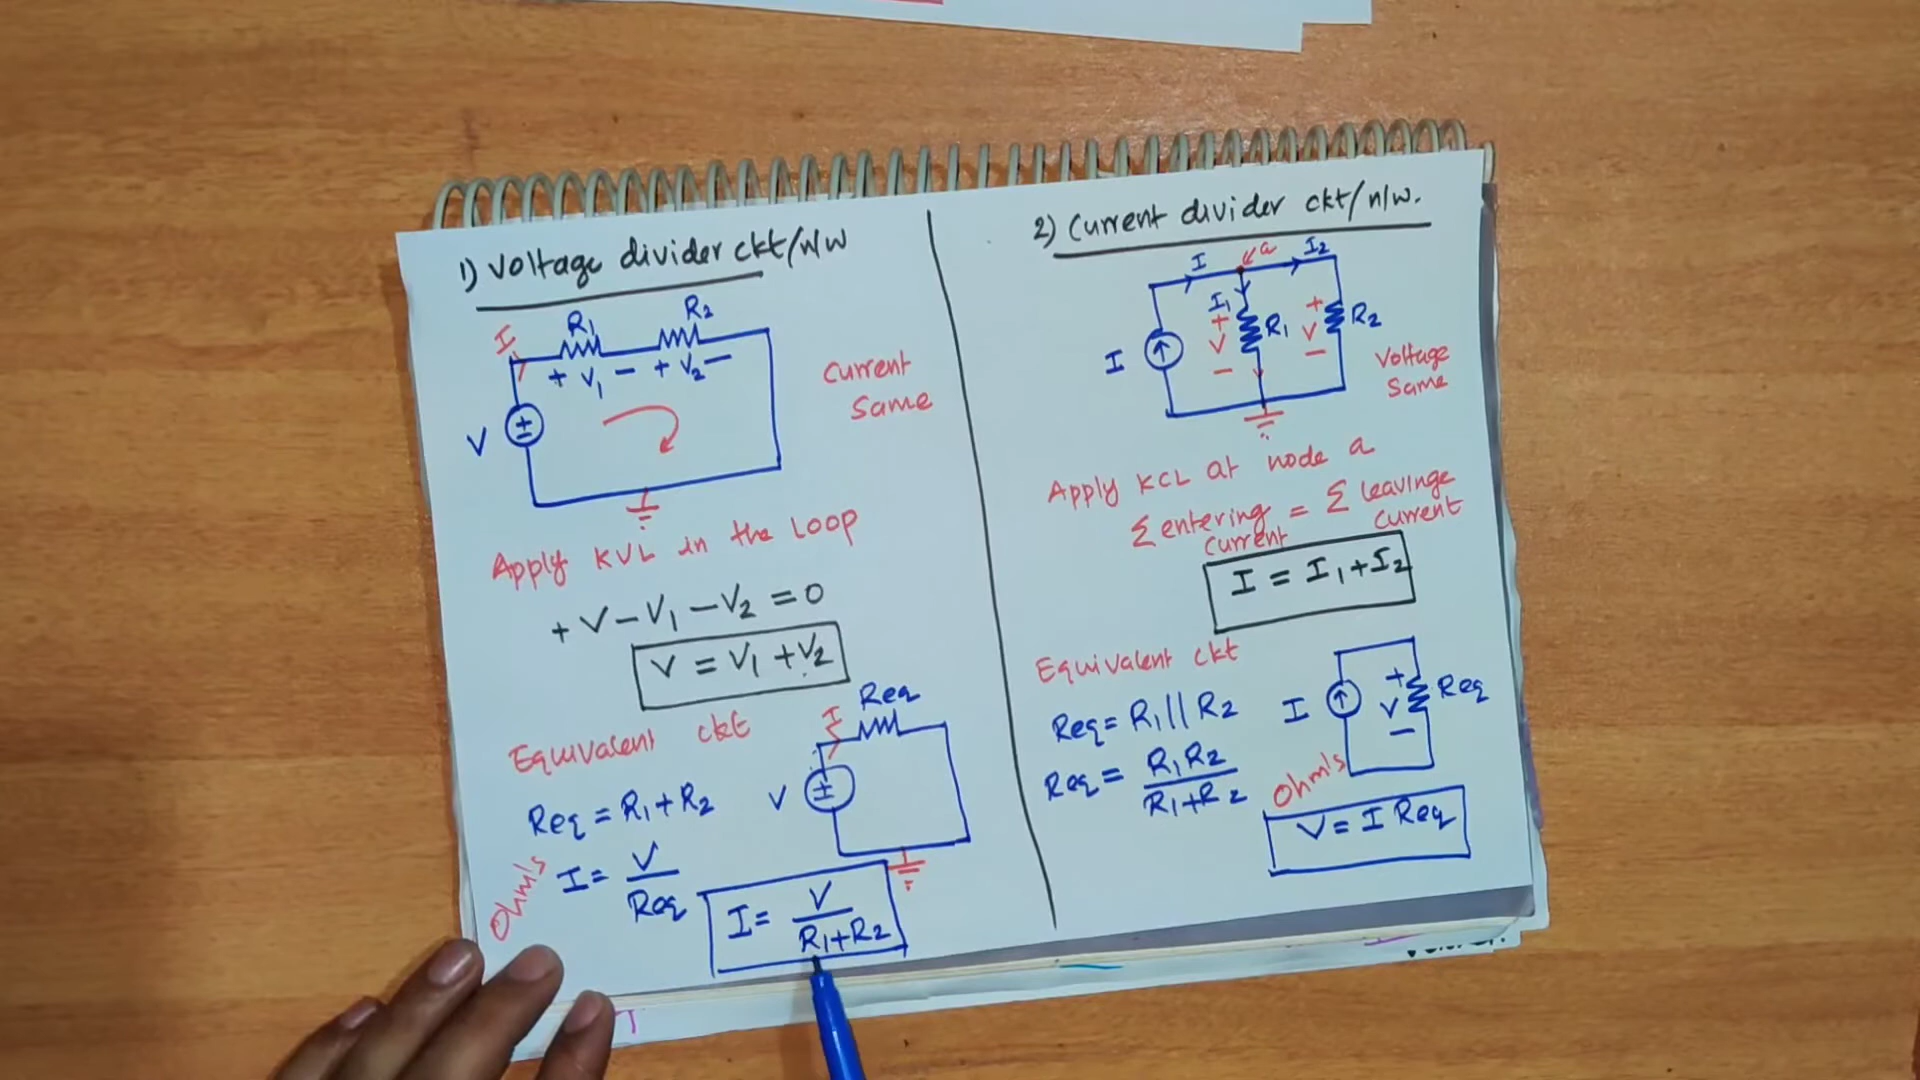 1) Voltage divider ckt/n/w
I
R1
R2
+ V1 - + V2 -
V
Current
Same
Apply KVL in the Loop
+ V - V1 - V2 = 0
V = V1 + V2
Equivalent ckt
Req = R1 + R2
Ohm's
I = V / Req
I
Req
V
I = V / R1 + R2
2) Current divider ckt/n/w.
I
a
I2
I1
+
V
-
R1
+
V
-
R2
I
Voltage
Same
Apply KCL at node a
Σ entering = Σ leavinge
current current
I = I1 + I2
Equivalent ckt
Req = R1 || R2
Req = R1 R2 / R1 + R2
I
+
V
-
Req
Ohm's
V = I Req